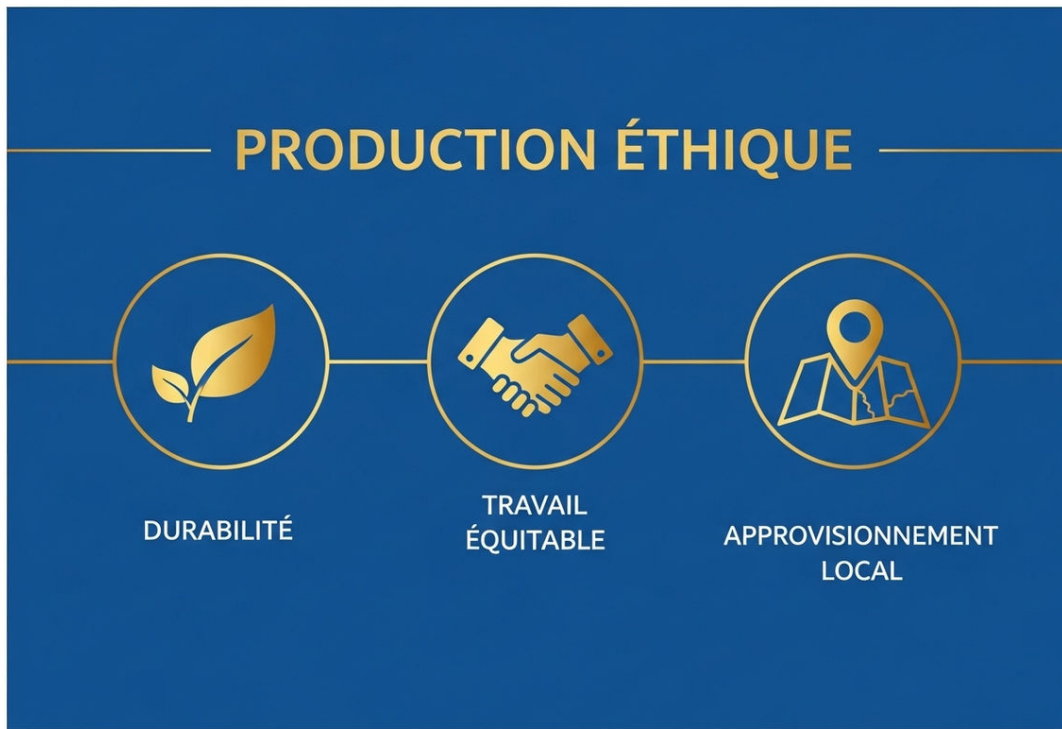 PRODUCTION ÉTHIQUE
DURABILITÉ
TRAVAIL
ÉQUITABLE
APPROVISIONNEMENT
LOCAL